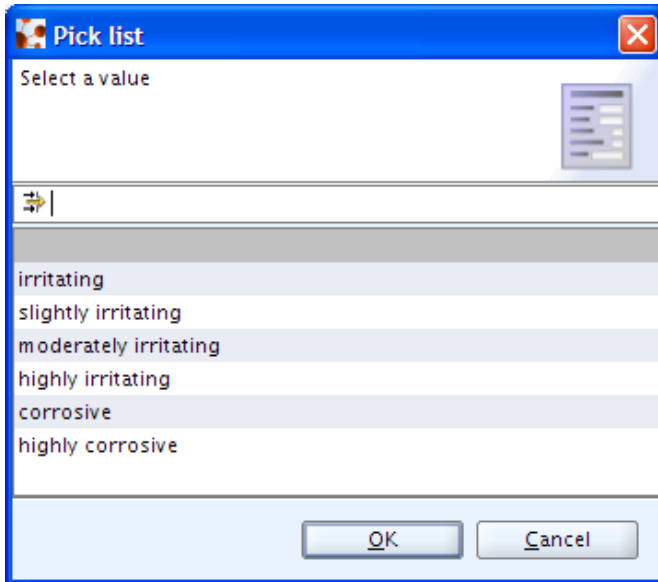 Pick list
Select a value
irritating
slightly irritating
moderately irritating
highly irritating
corrosive
highly corrosive
OK
Cancel